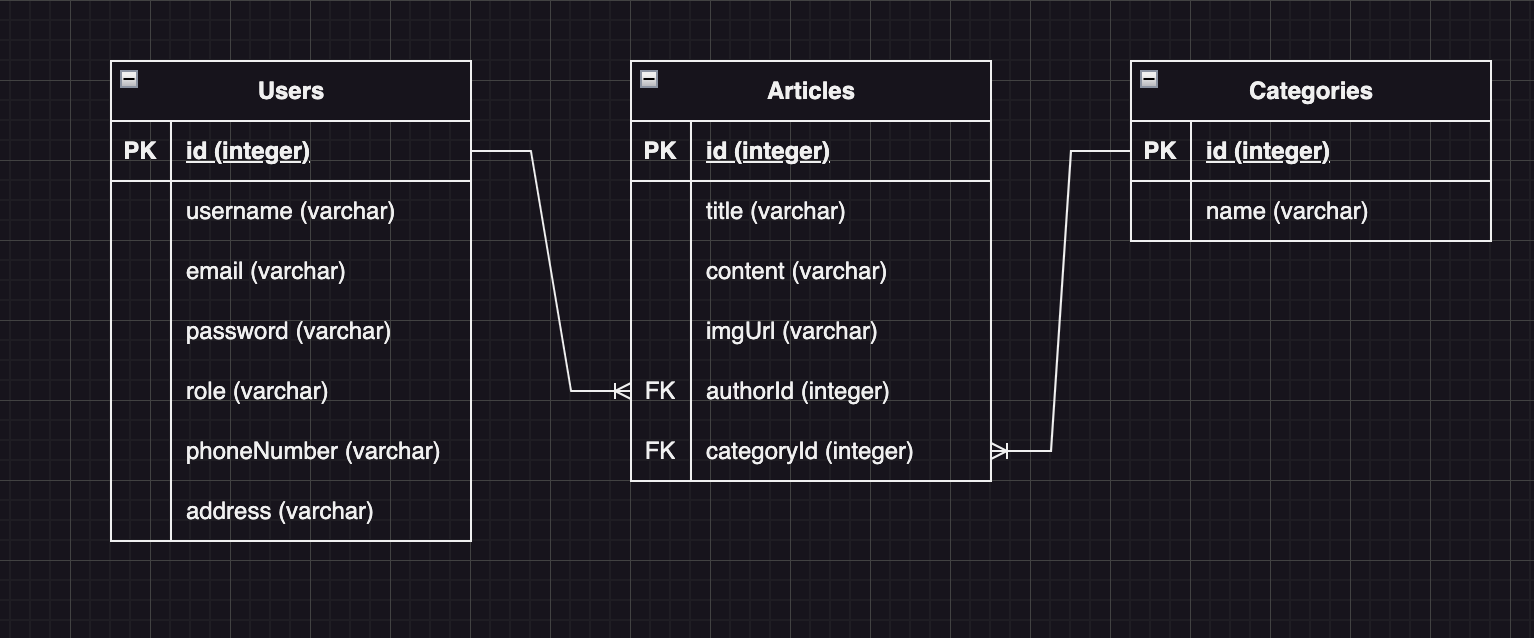 Users
PK id (integer)
username (varchar)
email (varchar)
password (varchar)
role (varchar)
phoneNumber (varchar)
address (varchar)
Articles
PK id (integer)
title (varchar)
content (varchar)
imgUrl (varchar)
FK authorId (integer)
FK categoryId (integer)
Categories
PK id (integer)
name (varchar)